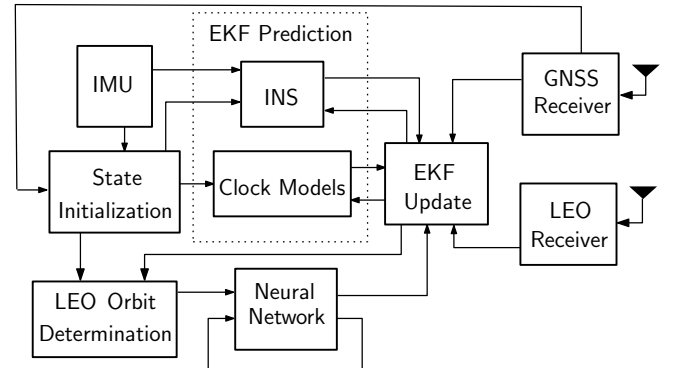 EKF Prediction
IMU
INS
GNSS
Receiver
State
Initialization
Clock Models
EKF
Update
LEO
Receiver
LEO Orbit
Determination
Neural
Network